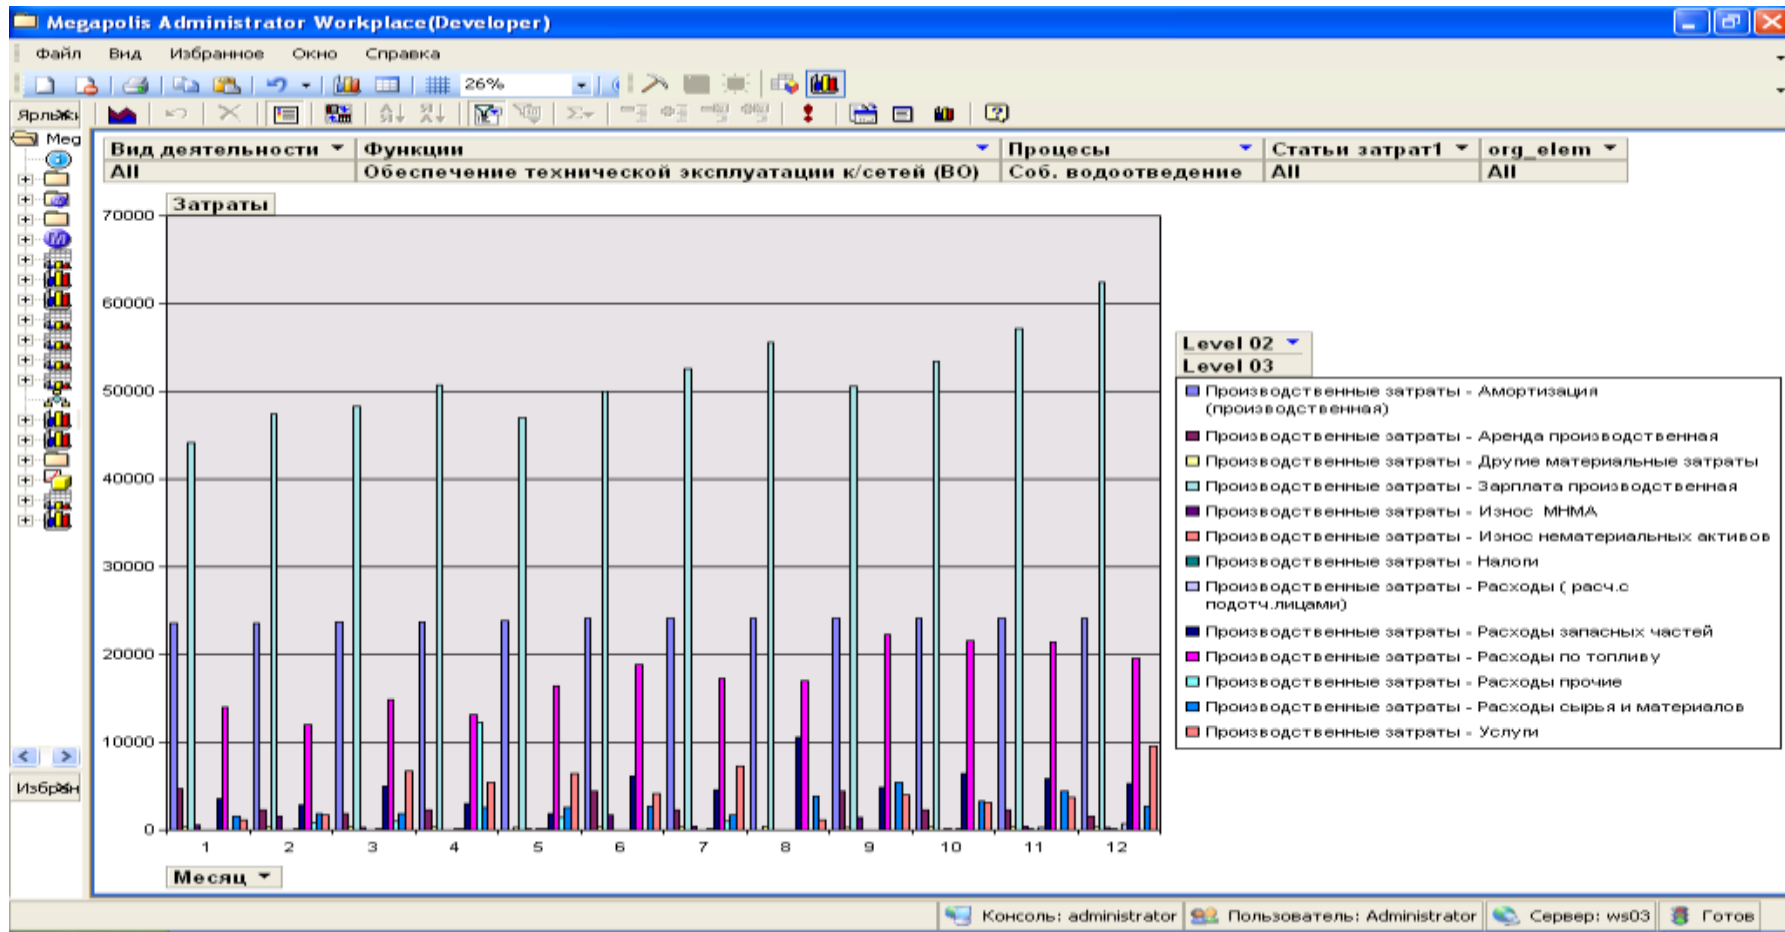 Megapolis Administrator Workplace(Developer)
Файл Вид Избранное Окно Справка
26%
Ярлыки
Meg
Вид деятельности Функции Процесы Статьи затрат1 org_elem
All Обеспечение технической эксплуатации к/сетей (ВО) Соб. водоотведение All All
Затраты
70000
60000
50000
40000
30000
20000
10000
0
1 2 3 4 5 6 7 8 9 10 11 12
Месяц
Level 02
Level 03
Производственные затраты - Амортизация
(производственная)
Производственные затраты - Аренда производственная
Производственные затраты - Другие материальные затраты
Производственные затраты - Зарплата производственная
Производственные затраты - Износ МНМА
Производственные затраты - Износ нематериальных активов
Производственные затраты - Налоги
Производственные затраты - Расходы ( расч.с
подотч.лицами)
Производственные затраты - Расходы запасных частей
Производственные затраты - Расходы по топливу
Производственные затраты - Расходы прочие
Производственные затраты - Расходы сырья и материалов
Производственные затраты - Услуги
Избран
Консоль: administrator Пользователь: Administrator Сервер: ws03 Готов